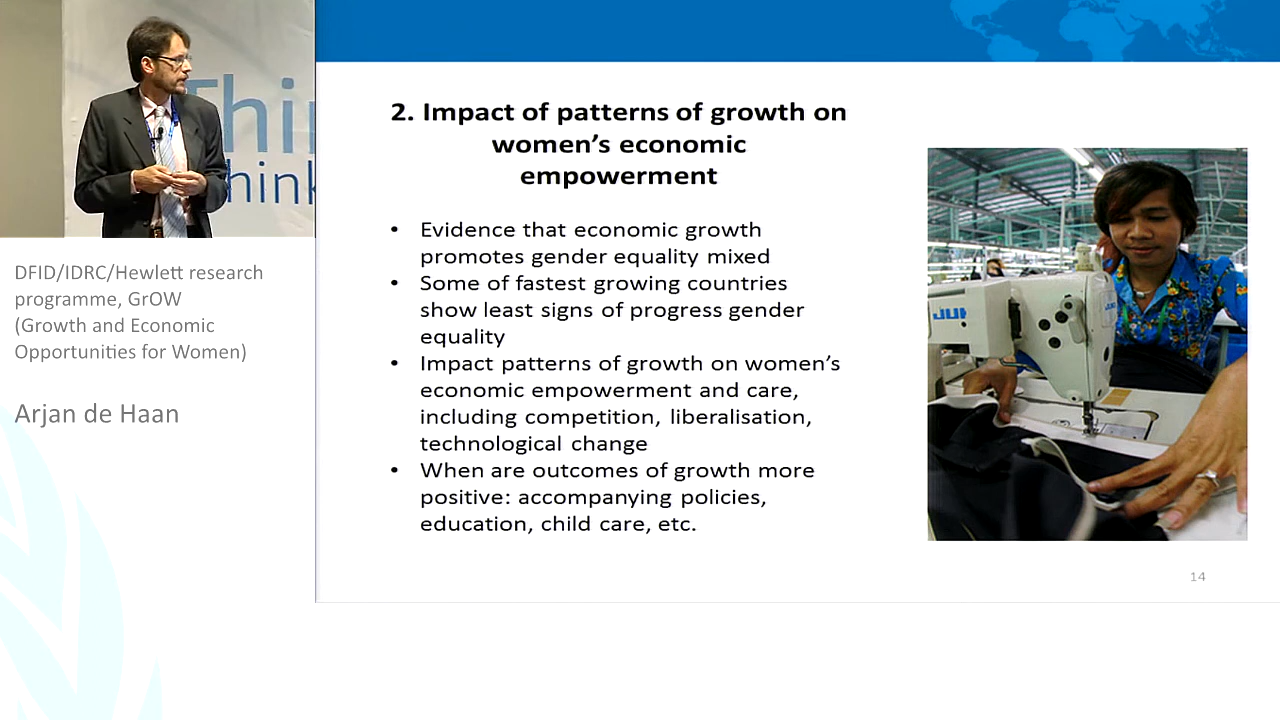 Thin
think
DFID/IDRC/Hewlett research
programme, GrOW
(Growth and Economic
Opportunities for Women)
Arjan de Haan
2. Impact of patterns of growth on
women's economic
empowerment
• Evidence that economic growth
promotes gender equality mixed
• Some of fastest growing countries
show least signs of progress gender
equality
• Impact patterns of growth on women's
economic empowerment and care,
including competition, liberalisation,
technological change
• When are outcomes of growth more
positive: accompanying policies,
education, child care, etc.
JUKI
14